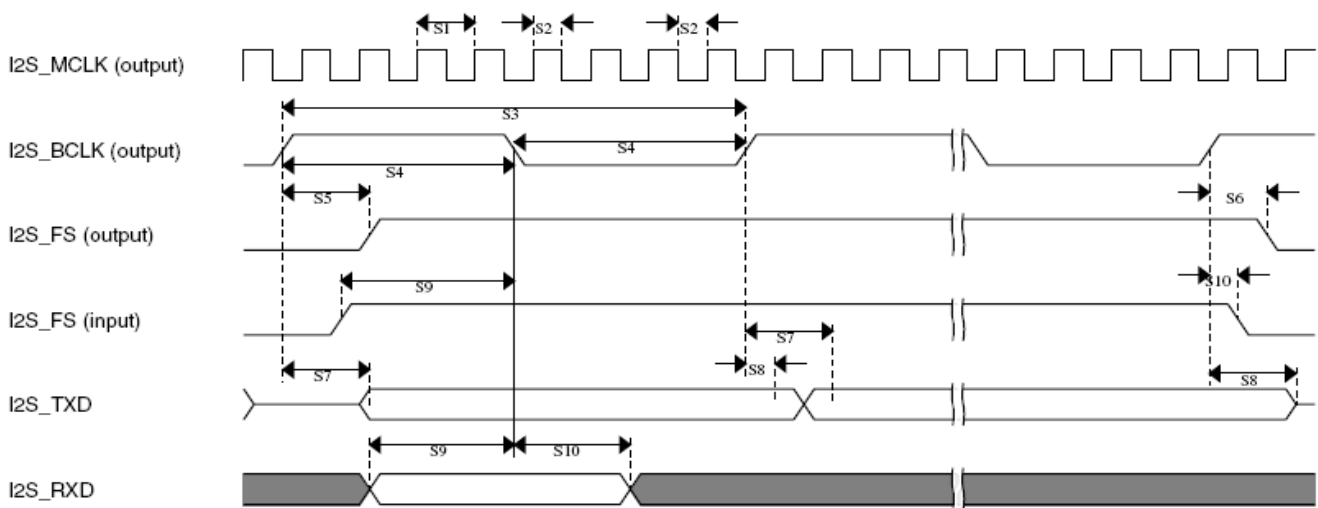 S1 S2 S2
I2S_MCLK (output)
S3
I2S_BCLK (output)
S4
S4
S5 S6
I2S_FS (output)
S9 S10
I2S_FS (input)
S7
S7 S8 S8
I2S_TXD
S9 S10
I2S_RXD